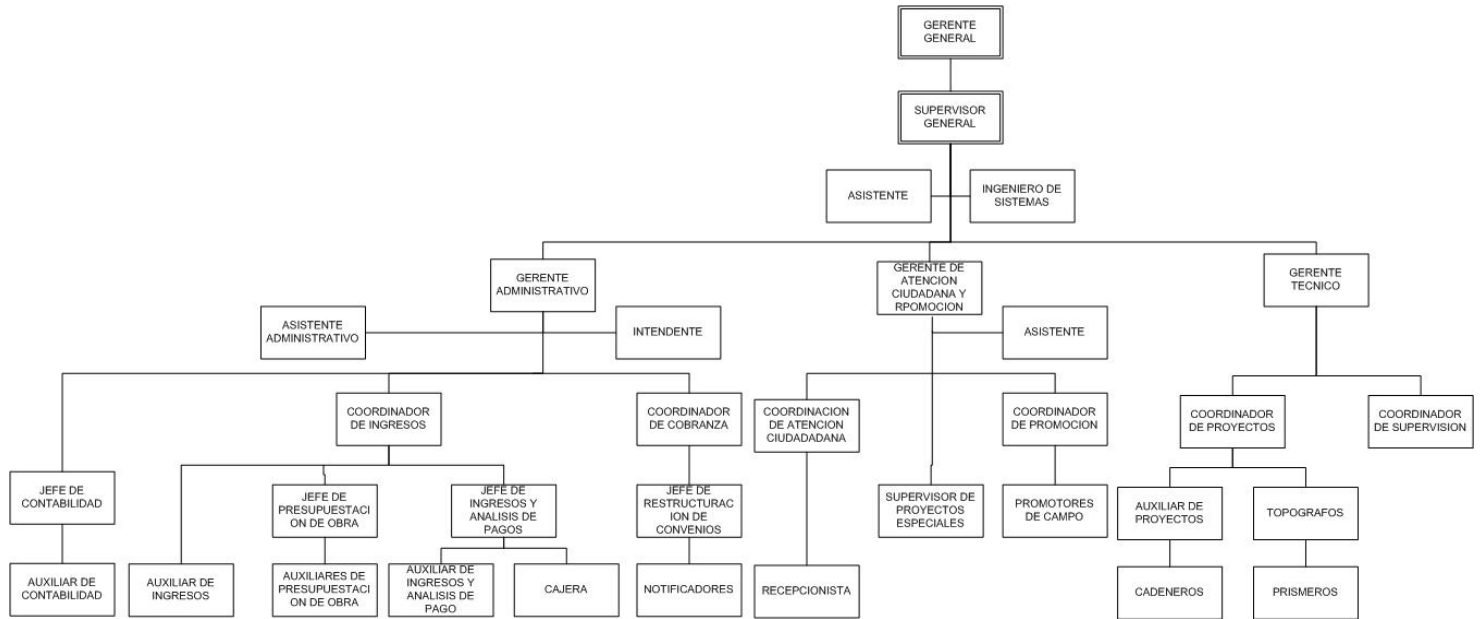 GERENTE
GENERAL
SUPERVISOR
GENERAL
ASISTENTE
INGENIERO DE
SISTEMAS
GERENTE
ADMINISTRATIVO
GERENTE DE
ATENCION
CIUDADANA Y
RPOMOCION
GERENTE
TECNICO
ASISTENTE
ADMINISTRATIVO
INTENDENTE
ASISTENTE
COORDINADOR
DE INGRESOS
COORDINADOR
DE COBRANZA
COORDINACION
DE ATENCION
CIUDADADANA
COORDINADOR
DE PROMOCION
COORDINADOR
DE PROYECTOS
COORDINADOR
DE SUPERVISION
JEFE DE
CONTABILIDAD
JEFE DE
PRESUPUESTACI
ON DE OBRA
JEFE DE
INGRESOS Y
ANALISIS DE
PAGOS
JEFE DE
RESTRUCTURAC
ION DE
CONVENIOS
SUPERVISOR DE
PROYECTOS
ESPECIALES
PROMOTORES
DE CAMPO
AUXILIAR DE
PROYECTOS
TOPOGRAFOS
AUXILIAR DE
CONTABILIDAD
AUXILIAR DE
INGRESOS
AUXILIARES DE
PRESUPUESTACI
ON DE OBRA
AUXILIAR DE
INGRESOS Y
ANALISIS DE
PAGO
CAJERA
NOTIFICADORES
RECEPCIONISTA
CADENEROS
PRISMEROS